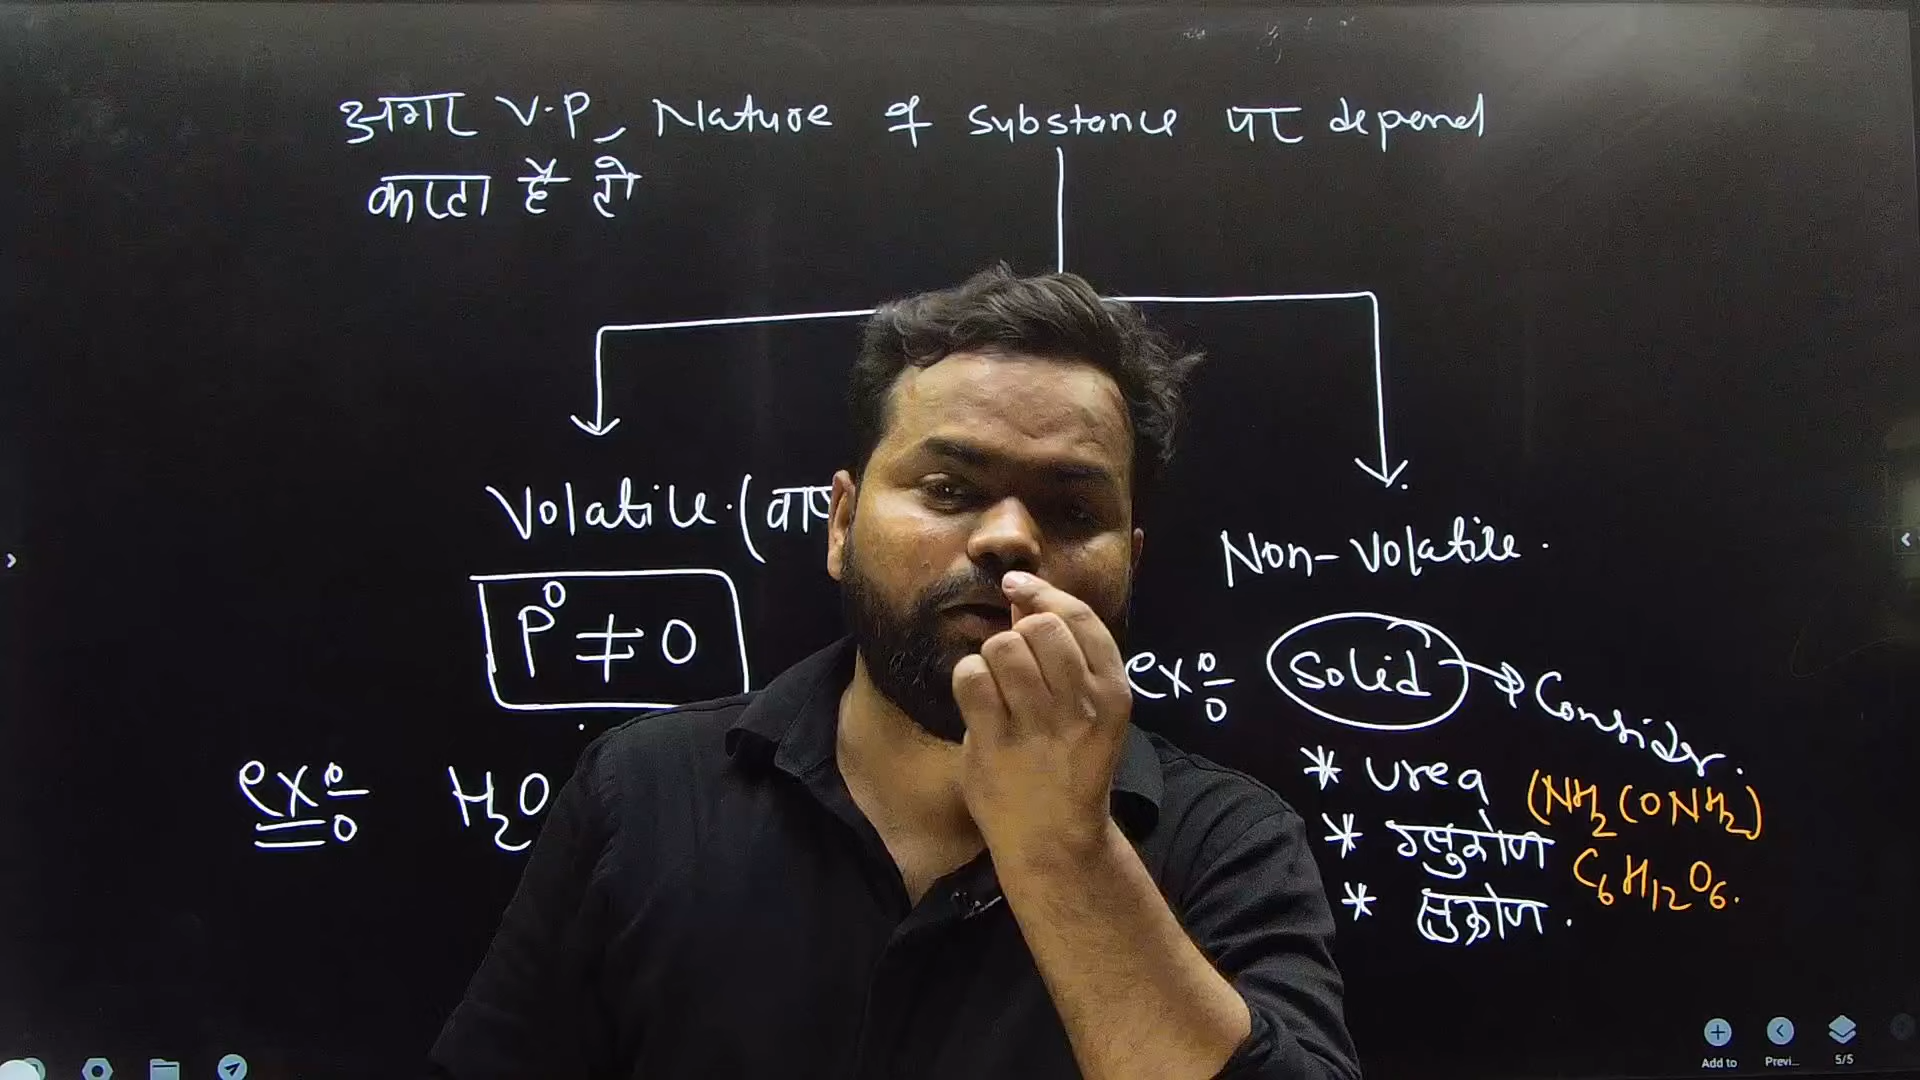 अगर V.P, Nature of substance पर depend
करता है तो
Volatile.(वाष्
Non-volatile.
P⁰ ≠ 0
ex:- H₂O
ex:- Solid → Consider.
* urea (NH₂CONH₂)
* ग्लुकोज C₆H₁₂O₆.
* सुक्रोज.
Add to
Previ...
5/5